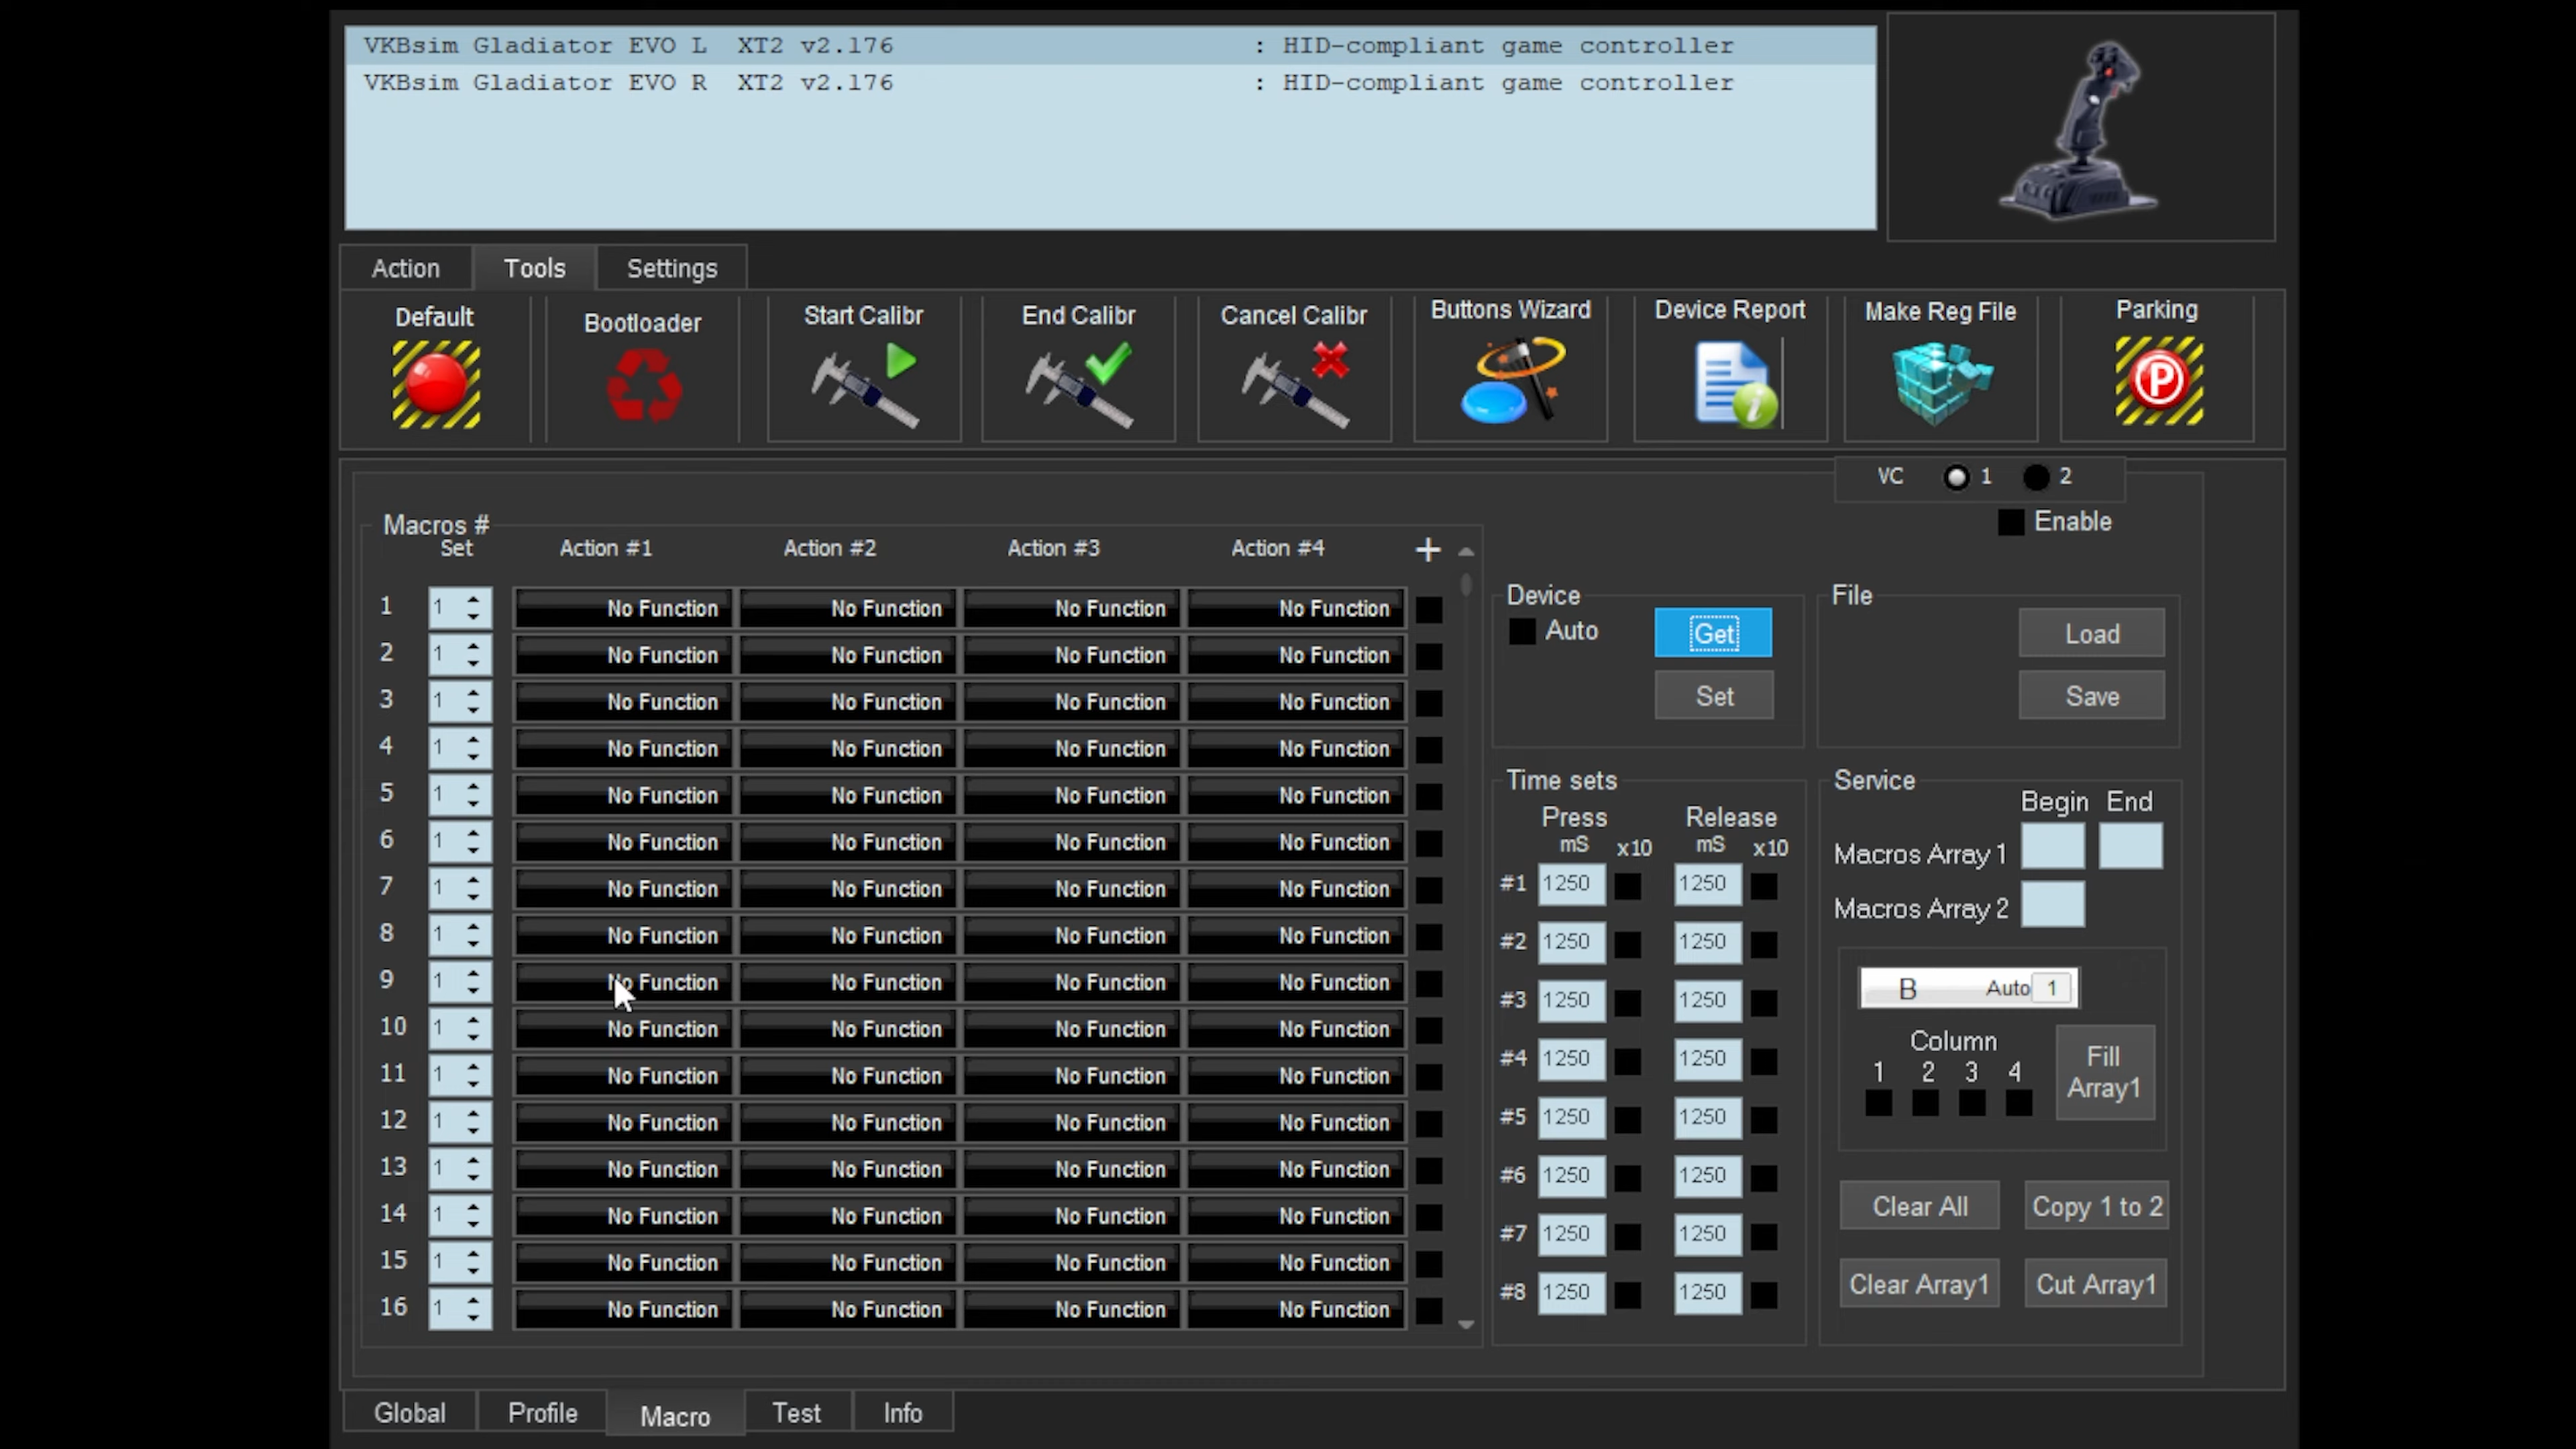 VKBsim Gladiator EVO L  XT2 v2.176 : HID-compliant game controller
VKBsim Gladiator EVO R  XT2 v2.176 : HID-compliant game controller
Action Tools Settings
Default Bootloader Start Calibr End Calibr Cancel Calibr Buttons Wizard Device Report Make Reg File Parking
VC 1 2
Enable
Macros #
Set Action #1 Action #2 Action #3 Action #4 +
1 1 No Function No Function No Function No Function
2 1 No Function No Function No Function No Function
3 1 No Function No Function No Function No Function
4 1 No Function No Function No Function No Function
5 1 No Function No Function No Function No Function
6 1 No Function No Function No Function No Function
7 1 No Function No Function No Function No Function
8 1 No Function No Function No Function No Function
9 1 No Function No Function No Function No Function
10 1 No Function No Function No Function No Function
11 1 No Function No Function No Function No Function
12 1 No Function No Function No Function No Function
13 1 No Function No Function No Function No Function
14 1 No Function No Function No Function No Function
15 1 No Function No Function No Function No Function
16 1 No Function No Function No Function No Function
Device
Auto Get
Set
File
Load
Save
Time sets
Press Release
mS x10 mS x10
#1 1250 1250
#2 1250 1250
#3 1250 1250
#4 1250 1250
#5 1250 1250
#6 1250 1250
#7 1250 1250
#8 1250 1250
Service
Begin End
Macros Array 1
Macros Array 2
B Auto 1
Column
1 2 3 4
Fill
Array1
Clear All Copy 1 to 2
Clear Array1 Cut Array1
Global Profile Macro Test Info